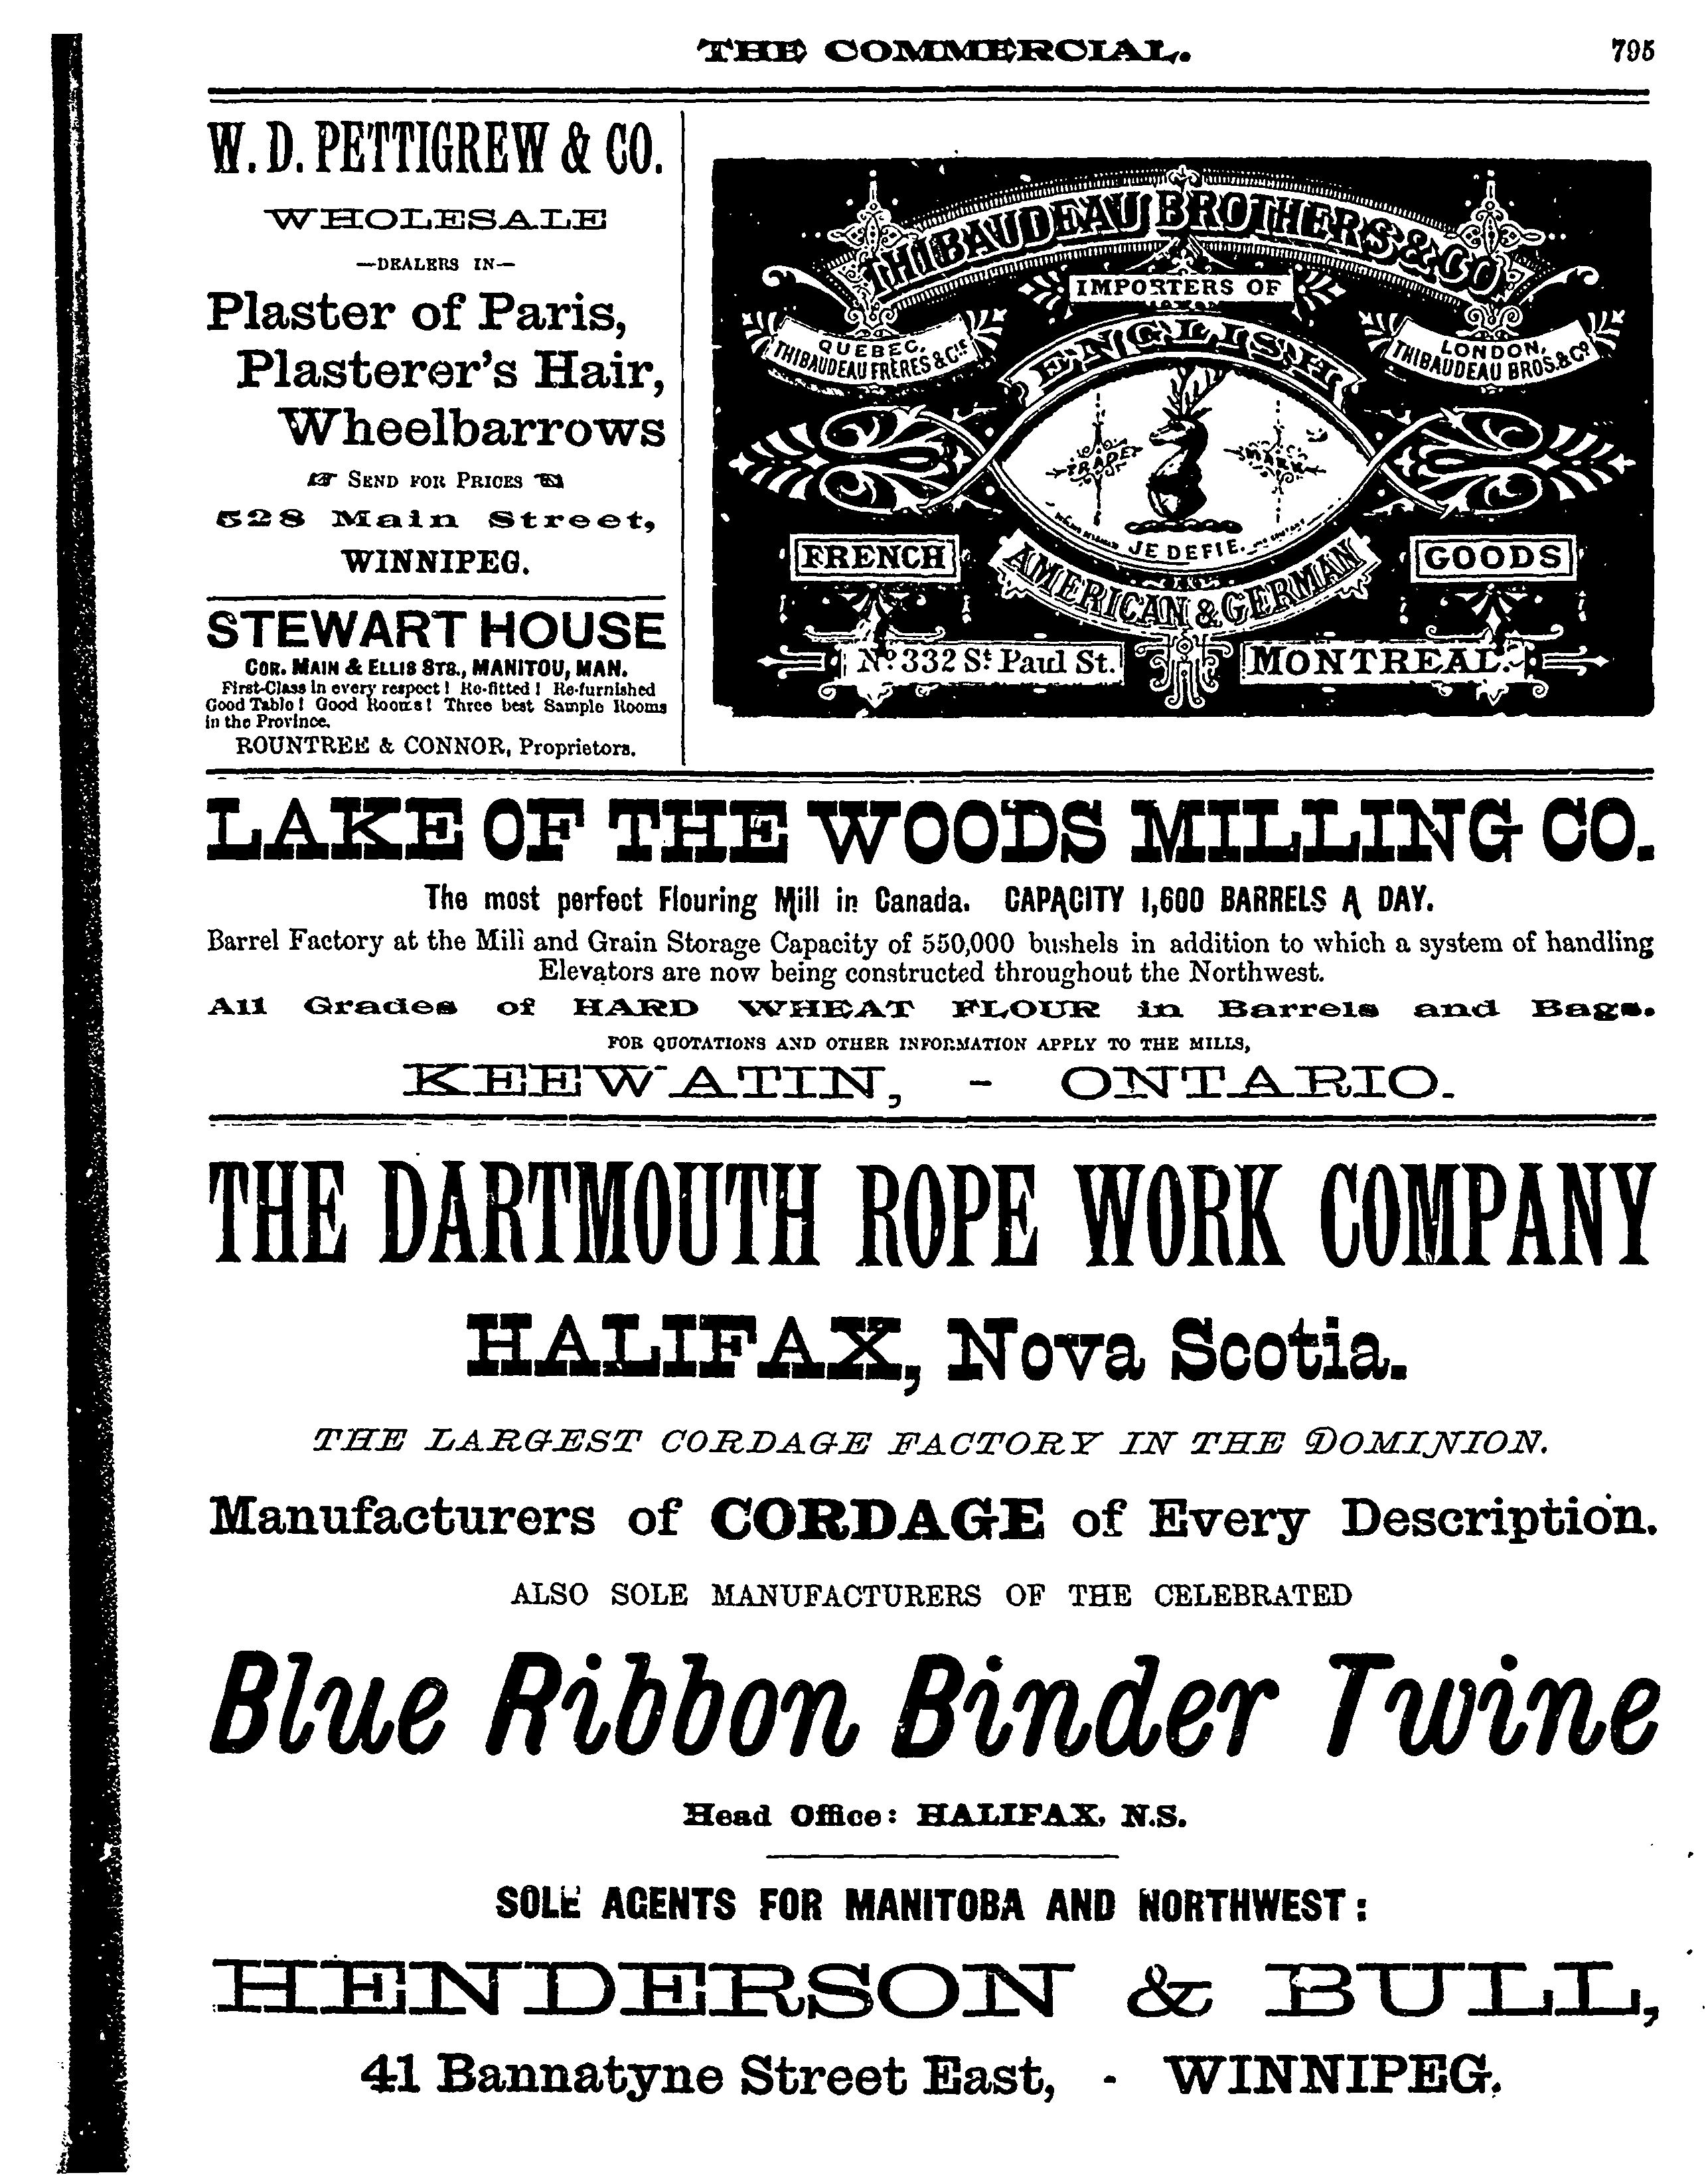 THE COMMERCIAL.
795
W. D. PETTIGREW & CO.
WHOLESALE
—DEALERS IN—
Plaster of Paris,
Plasterer's Hair,
Wheelbarrows
SEND FOR PRICES
528 Main Street,
WINNIPEG.
STEWART HOUSE
COR. MAIN & ELLIS STS., MANITOU, MAN.
First-Class in every respect! Re-fitted! Re-furnished
Good Table! Good Rooms! Three best Sample Rooms
in the Province.
ROUNTREE & CONNOR, Proprietors.
THIBAUDEAU BROTHERS & CO.
IMPORTERS OF
QUEBEC.
THIBAUDEAU FRÈRES & CIE
LONDON,
THIBAUDEAU BROS. & CO
ENGLISH
TRADE MARK
JE DEFIE.
FRENCH
GOODS
AMERICAN & GERMAN
No 332 St Paul St.
MONTREAL.
LAKE OF THE WOODS MILLING CO.
The most perfect Flouring Mill in Canada. CAPACITY 1,600 BARRELS A DAY.
Barrel Factory at the Mill and Grain Storage Capacity of 550,000 bushels in addition to which a system of handling
Elevators are now being constructed throughout the Northwest.
All Grades of HARD WHEAT FLOUR in Barrels and Bags.
FOR QUOTATIONS AND OTHER INFORMATION APPLY TO THE MILLS,
KEEWATIN, - ONTARIO.
THE DARTMOUTH ROPE WORK COMPANY
HALIFAX, Nova Scotia.
THE LARGEST CORDAGE FACTORY IN THE DOMINION.
Manufacturers of CORDAGE of Every Description.
ALSO SOLE MANUFACTURERS OF THE CELEBRATED
Blue Ribbon Binder Twine
Head Office: HALIFAX, N.S.
SOLE AGENTS FOR MANITOBA AND NORTHWEST:
HENDERSON & BULL,
41 Bannatyne Street East, - WINNIPEG.